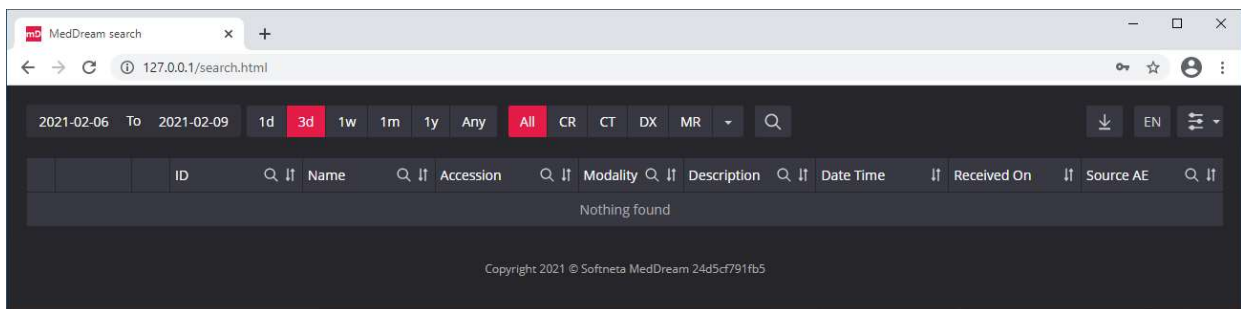 mD MedDream search
127.0.0.1/search.html
2021-02-06 To 2021-02-09 1d 3d 1w 1m 1y Any All CR CT DX MR EN
ID Name Accession Modality Description Date Time Received On Source AE
Nothing found
Copyright 2021 © Softneta MedDream 24d5cf791fb5